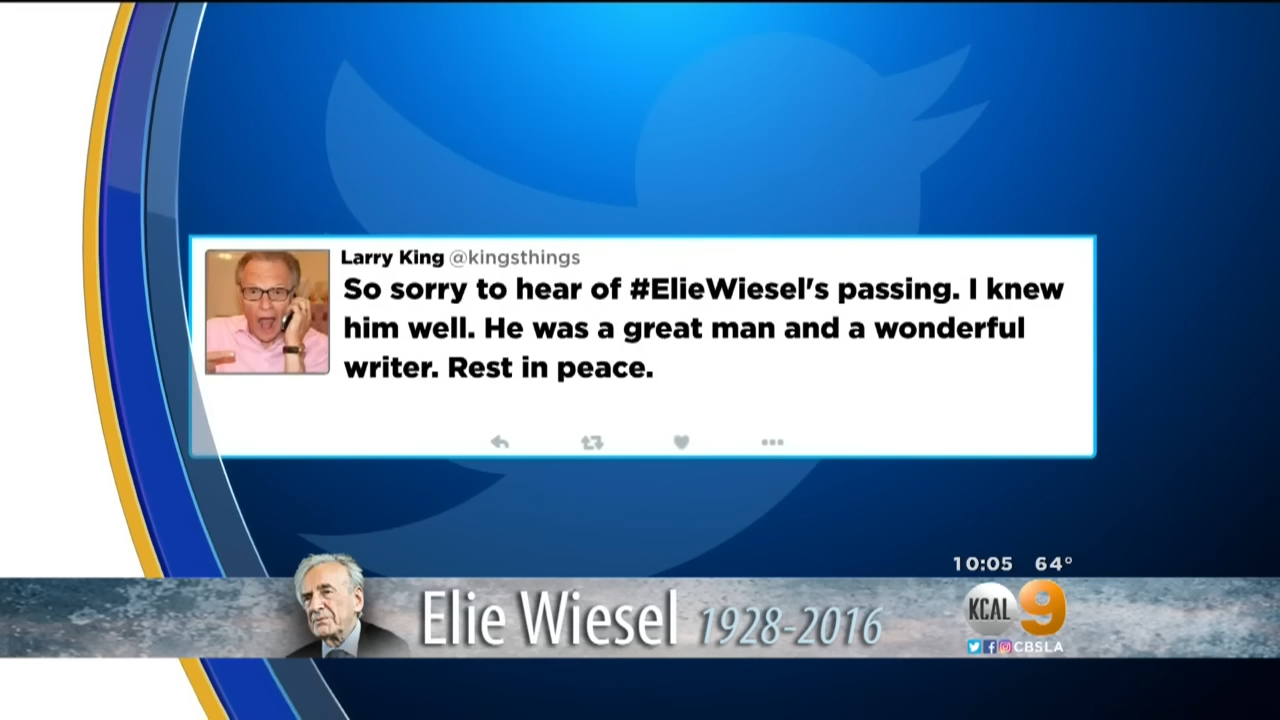 Larry King @kingsthings
So sorry to hear of #ElieWiesel's passing. I knew
him well. He was a great man and a wonderful
writer. Rest in peace.
10:05 64°
Elie Wiesel 1928-2016
KCAL 9
CBSLA